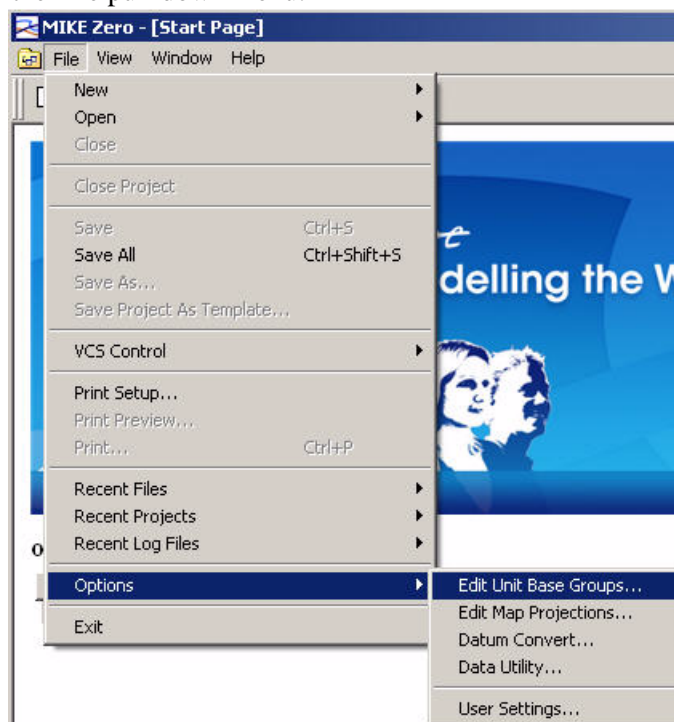 MIKE Zero - [Start Page]
File View Window Help
New
Open
Close
Close Project
Save Ctrl+S
Save All Ctrl+Shift+S
Save As...
Save Project As Template...
VCS Control
Print Setup...
Print Preview...
Print... Ctrl+P
Recent Files
Recent Projects
Recent Log Files
Options
Exit
Edit Unit Base Groups...
Edit Map Projections...
Datum Convert...
Data Utility...
User Settings...
delling the W